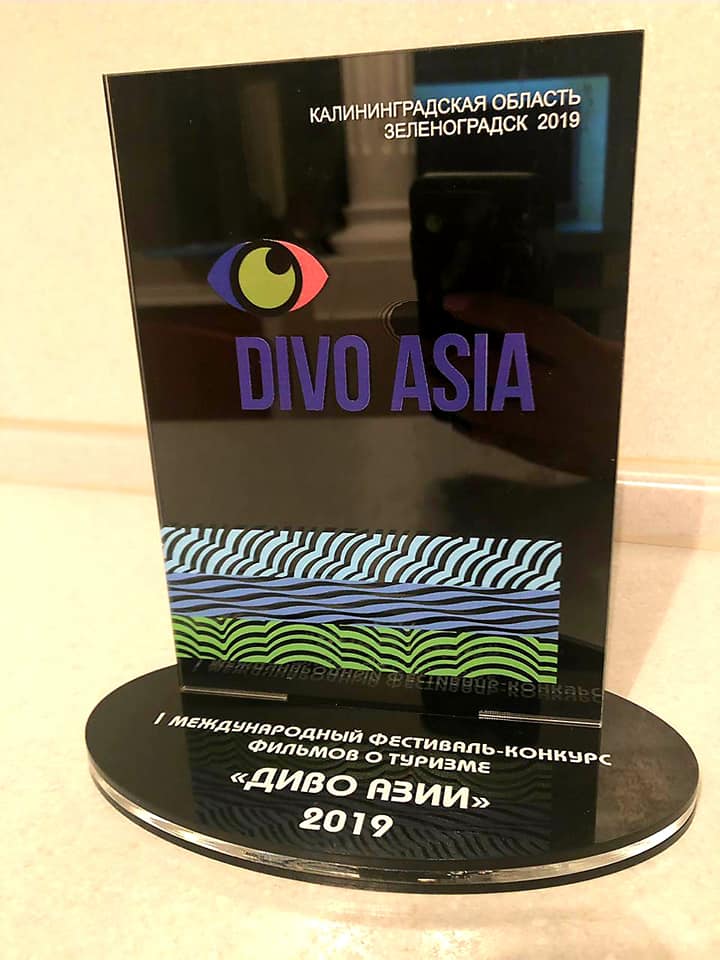 КАЛИНИНГРАДСКАЯ ОБЛАСТЬ
ЗЕЛЕНОГРАДСК 2019
DIVO ASIA
I МЕЖДУНАРОДНЫЙ ФЕСТИВАЛЬ-КОНКУРС
ФИЛЬМОВ О ТУРИЗМЕ
«ДИВО АЗИИ»
2019